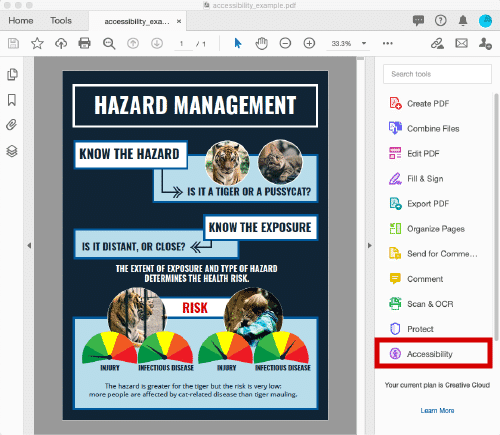 accessibility_example.pdf
Home
Tools
accessibility_exa...
×
1 / 1
33.3%
Search tools
Create PDF
Combine Files
Edit PDF
Fill & Sign
Export PDF
Organize Pages
Send for Comme...
Comment
Scan & OCR
Protect
Accessibility
Your current plan is Creative Cloud
Learn More
HAZARD MANAGEMENT
KNOW THE HAZARD
IS IT A TIGER OR A PUSSYCAT?
KNOW THE EXPOSURE
IS IT DISTANT, OR CLOSE?
THE EXTENT OF EXPOSURE AND TYPE OF HAZARD
DETERMINES THE HEALTH RISK.
RISK
INJURY
INFECTIOUS DISEASE
INJURY
INFECTIOUS DISEASE
The hazard is greater for the tiger but the risk is very low:
more people are affected by cat-related disease than tiger mauling.